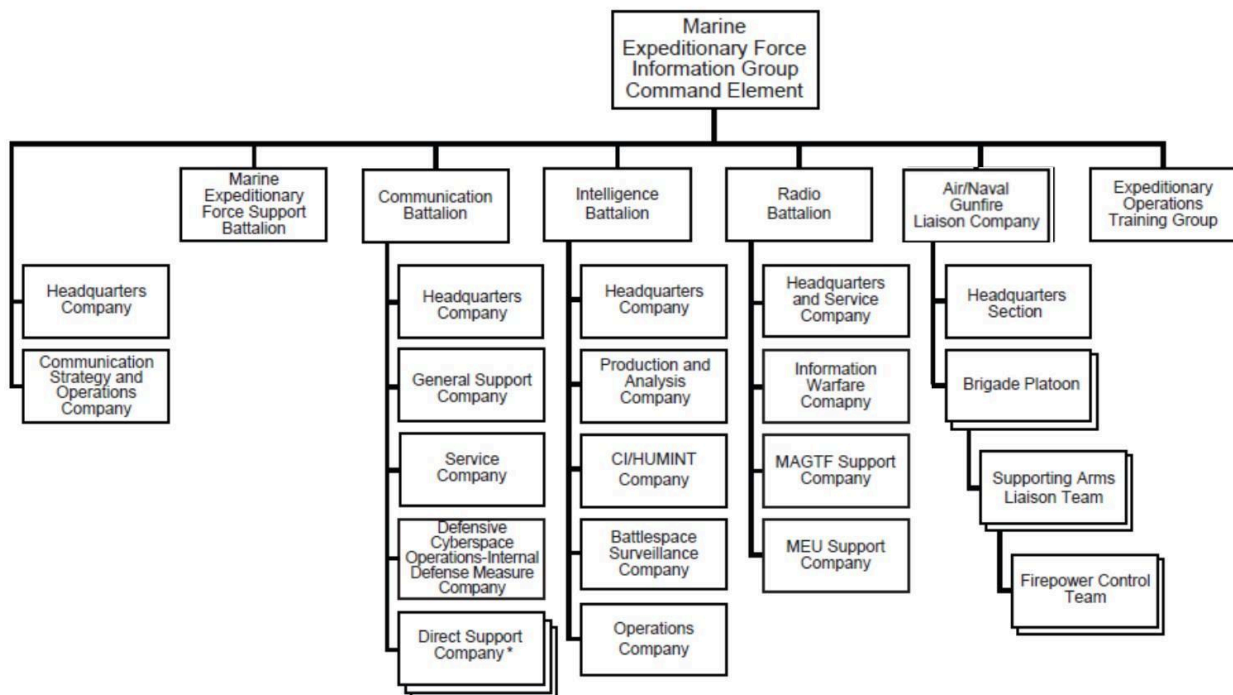 Marine
Expeditionary Force
Information Group
Command Element
Marine
Expeditionary
Force Support
Battalion
Communication
Battalion
Intelligence
Battalion
Radio
Battalion
Air/Naval
Gunfire
Liaison Company
Expeditionary
Operations
Training Group
Headquarters
Company
Communication
Strategy and
Operations
Company
Headquarters
Company
General Support
Company
Service
Company
Defensive
Cyberspace
Operations-Internal
Defense Measure
Company
Direct Support
Company *
Headquarters
Company
Production and
Analysis
Company
CI/HUMINT
Company
Battlespace
Surveillance
Company
Operations
Company
Headquarters
and Service
Company
Information
Warfare
Comapny
MAGTF Support
Company
MEU Support
Company
Headquarters
Section
Brigade Platoon
Supporting Arms
Liaison Team
Firepower Control
Team